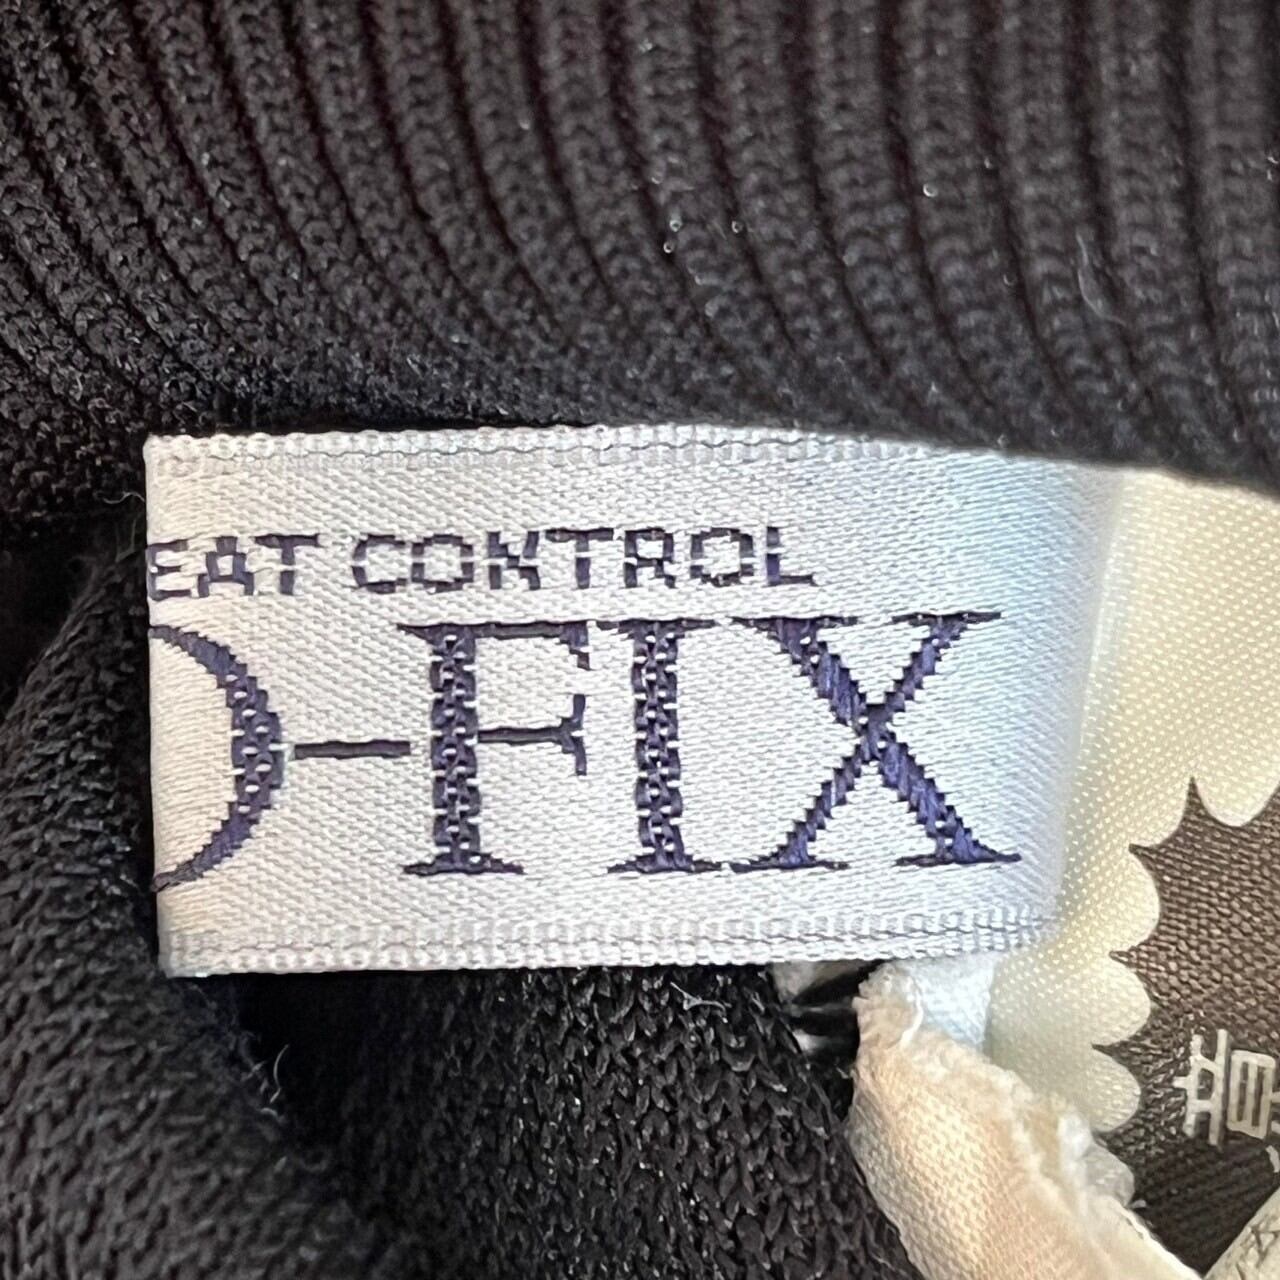 EAT CONTROL
D-FIX